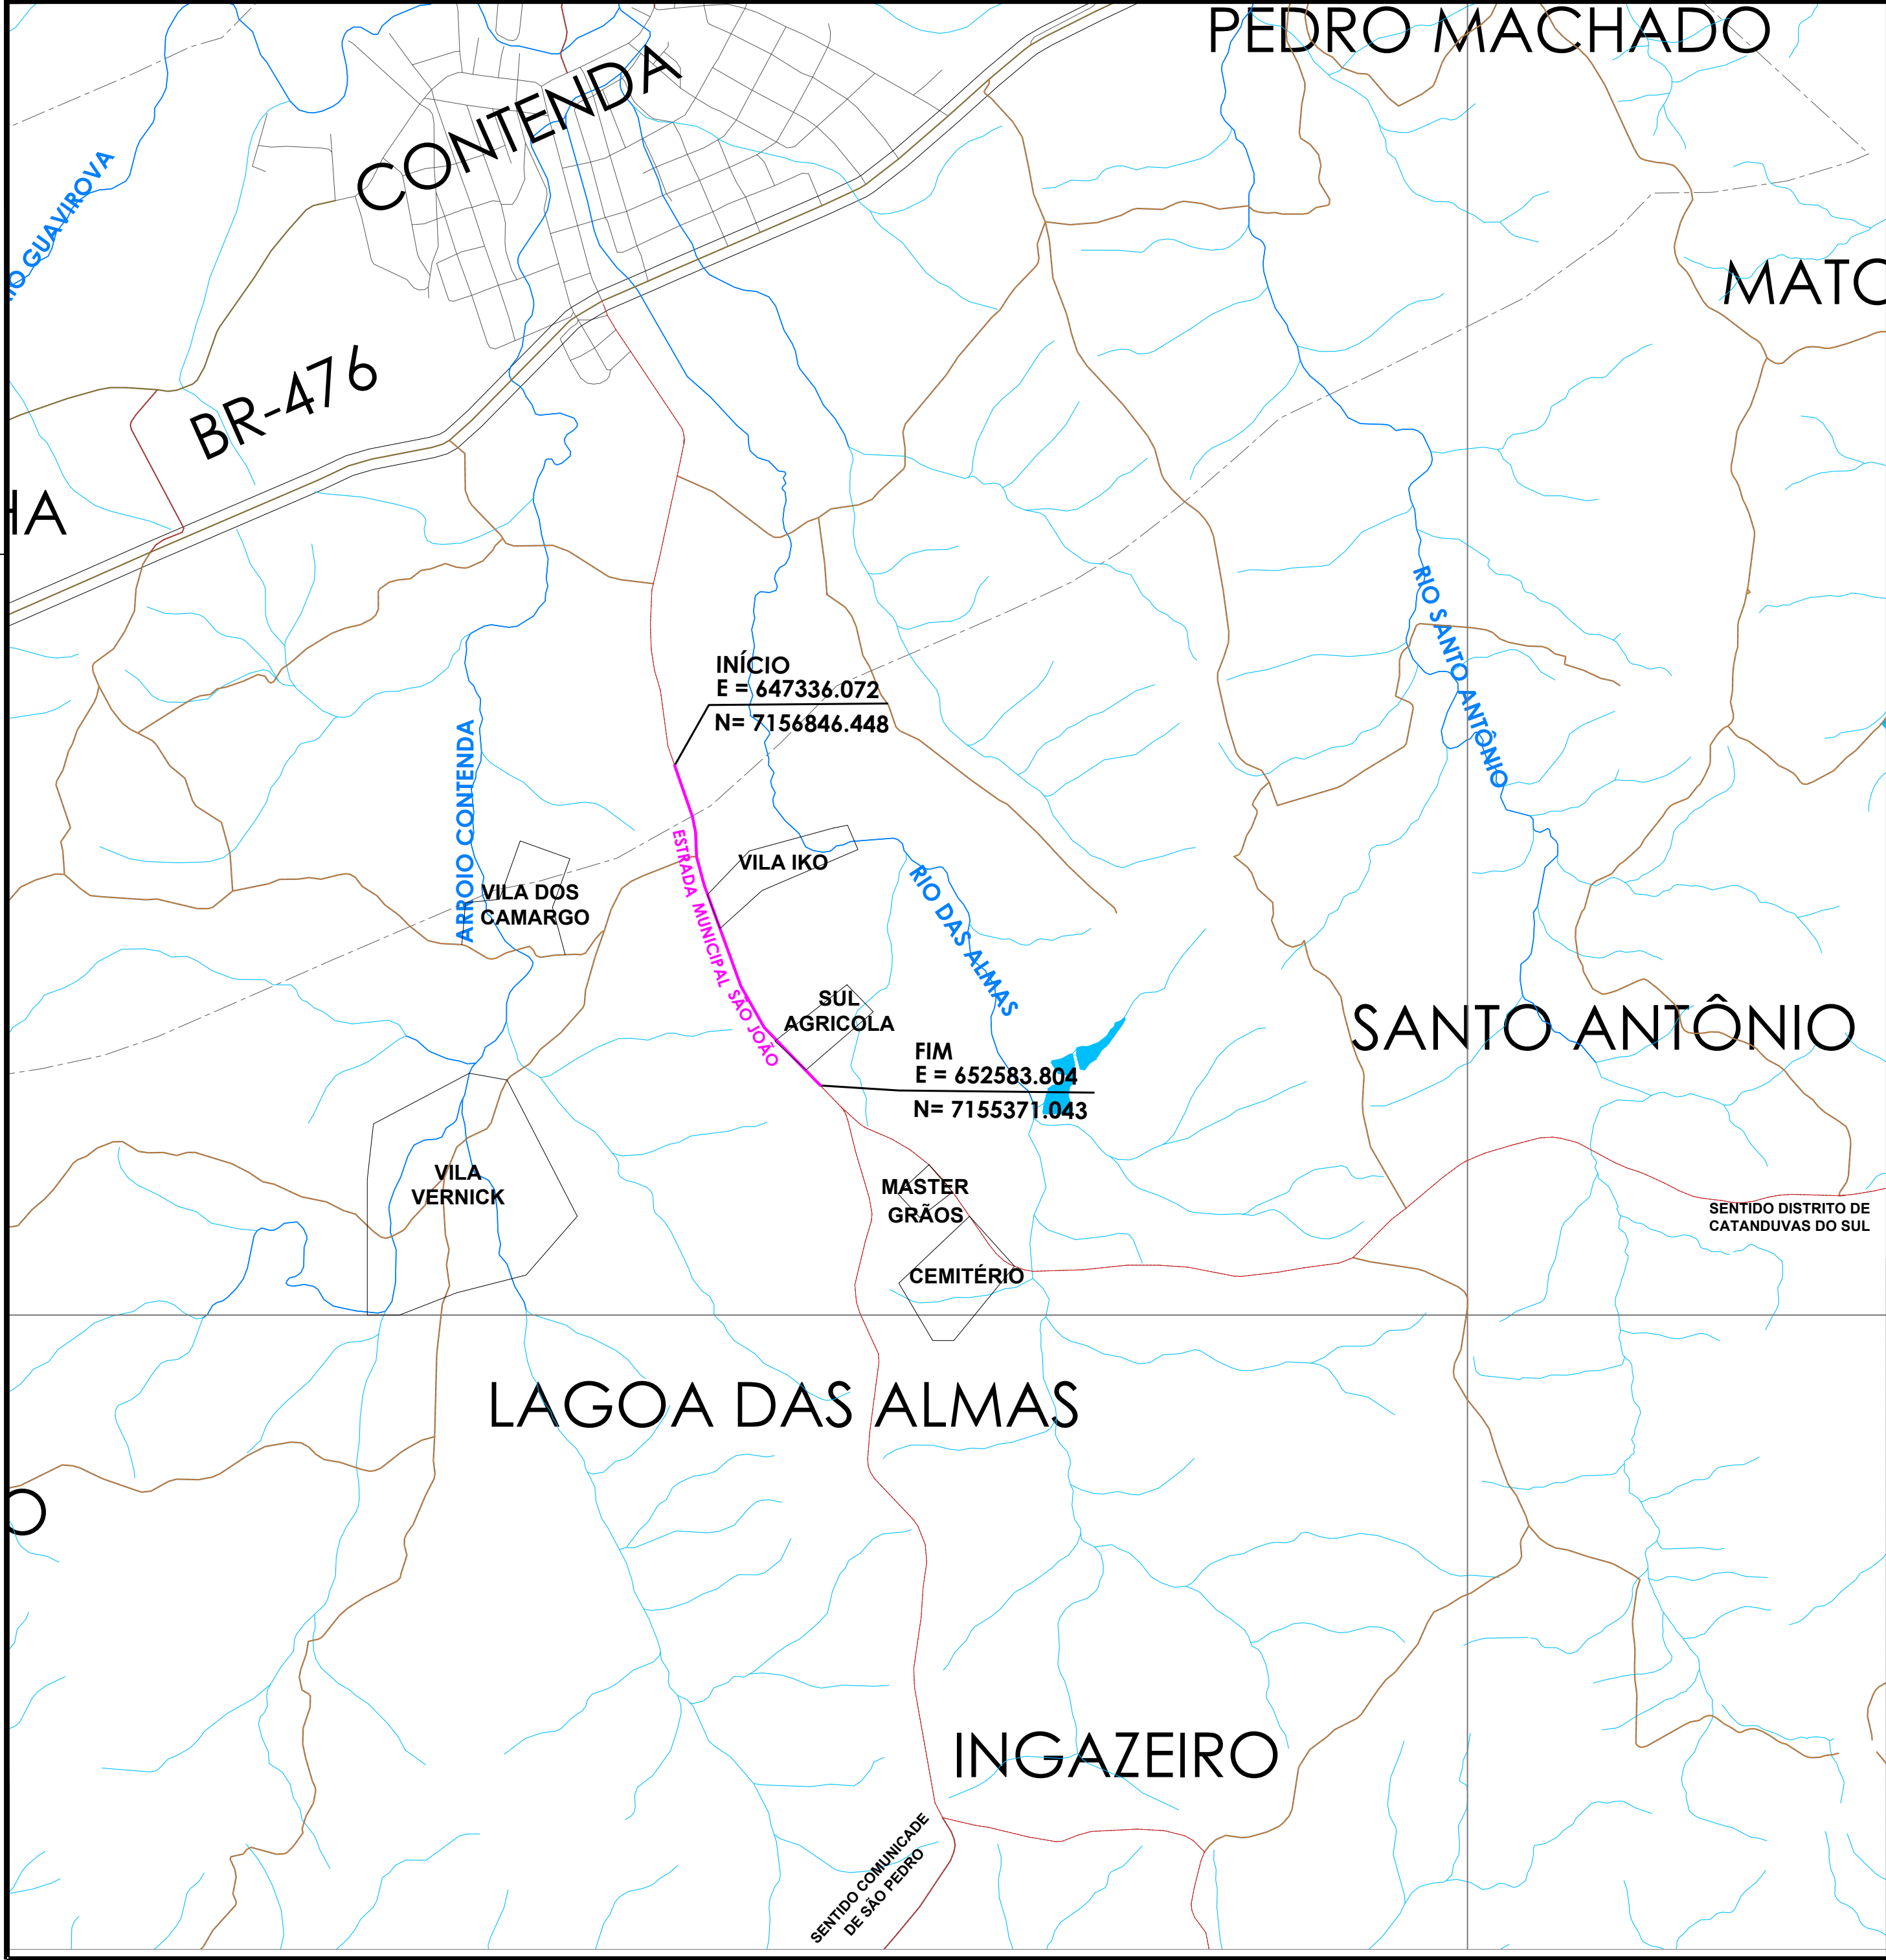 PEDRO MACHADO
CONTENDA
IO GUAVIROVA
MATO
BR-476
HA
RIO SANTO ANTÔNIO
INÍCIO
E = 647336.072
N= 7156846.448
ARROIO CONTENDA
ESTRADA MUNICIPAL SÃO JOÃO
VILA IKO
VILA DOS
CAMARGO
RIO DAS ALMAS
SUL
AGRICOLA
SANTO ANTÔNIO
FIM
E = 652583.804
N= 7155371.043
VILA
VERNICK
MASTER
GRÃOS
SENTIDO DISTRITO DE
CATANDUVAS DO SUL
CEMITÉRIO
LAGOA DAS ALMAS
O
INGAZEIRO
SENTIDO COMUNICADE
DE SÃO PEDRO